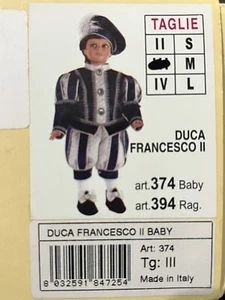 TAGLIE
II S
M
IV L
DUCA
FRANCESCO II
art.374 Baby
art.394 Rag.
DUCA FRANCESCO II BABY
8 032591 847254
Art: 374
Tg: III
Made in Italy